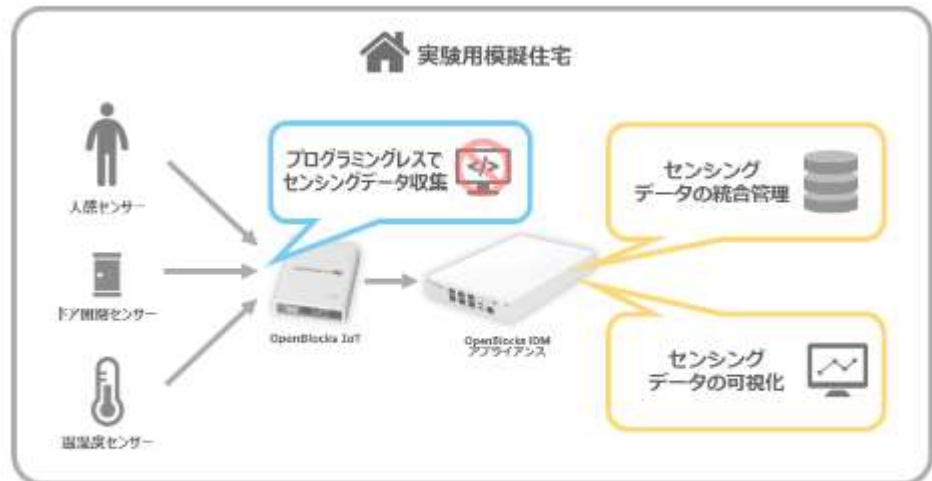 実験用模擬住宅
人感センサー
プログラミングレスで
センシングデータ収集
</>
センシング
データの統合管理
ドア開閉センサー
OpenBlocks IoT
OpenBlocks IDM
アプライアンス
センシング
データの可視化
温湿度センサー